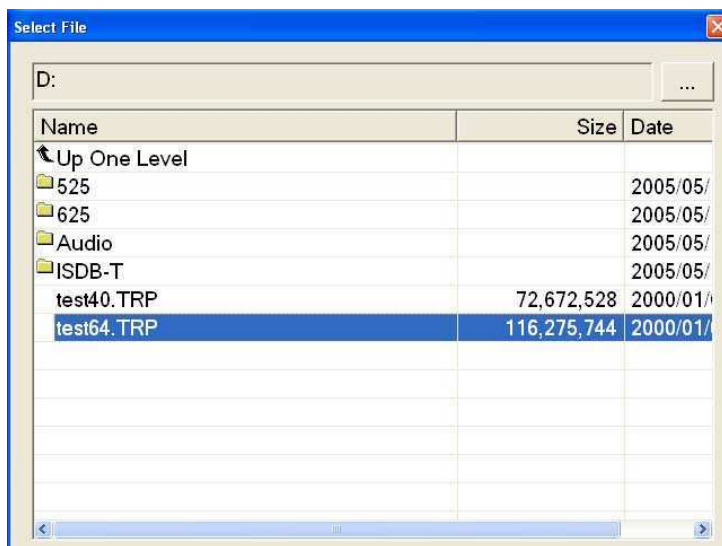 Select File
D:
...
Name Size Date
Up One Level
525 2005/05/
625 2005/05/
Audio 2005/05/
ISDB-T 2005/05/
test40.TRP 72,672,528 2000/01/
test64.TRP 116,275,744 2000/01/